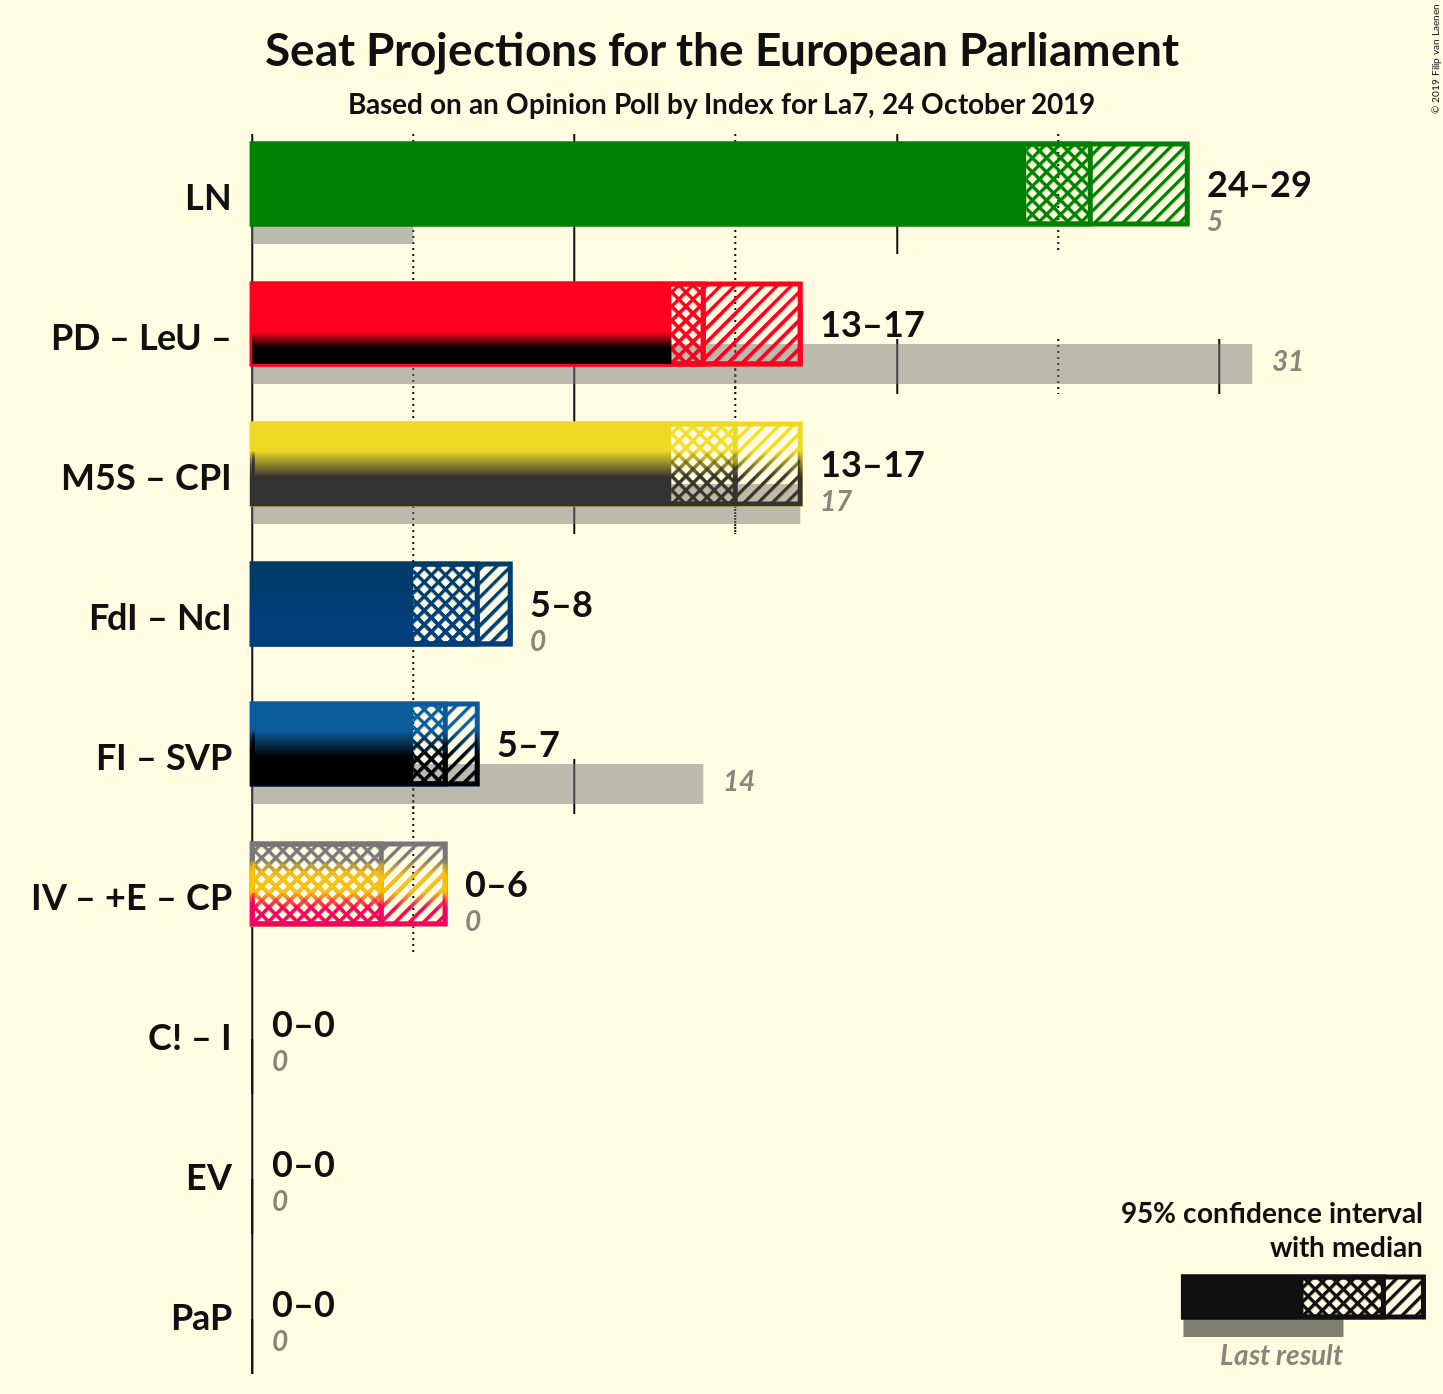 Seat Projections for the European Parliament
Based on an Opinion Poll by Index for La7, 24 October 2019
© 2019 Filip van Laenen
LN
24–29
5
PD – LeU –
13–17
31
M5S – CPI
13–17
17
FdI – NcI
5–8
0
FI – SVP
5–7
14
IV – +E – CP
0–6
0
C! – I
0–0
0
EV
0–0
0
PaP
0–0
0
95% confidence interval
with median
Last result